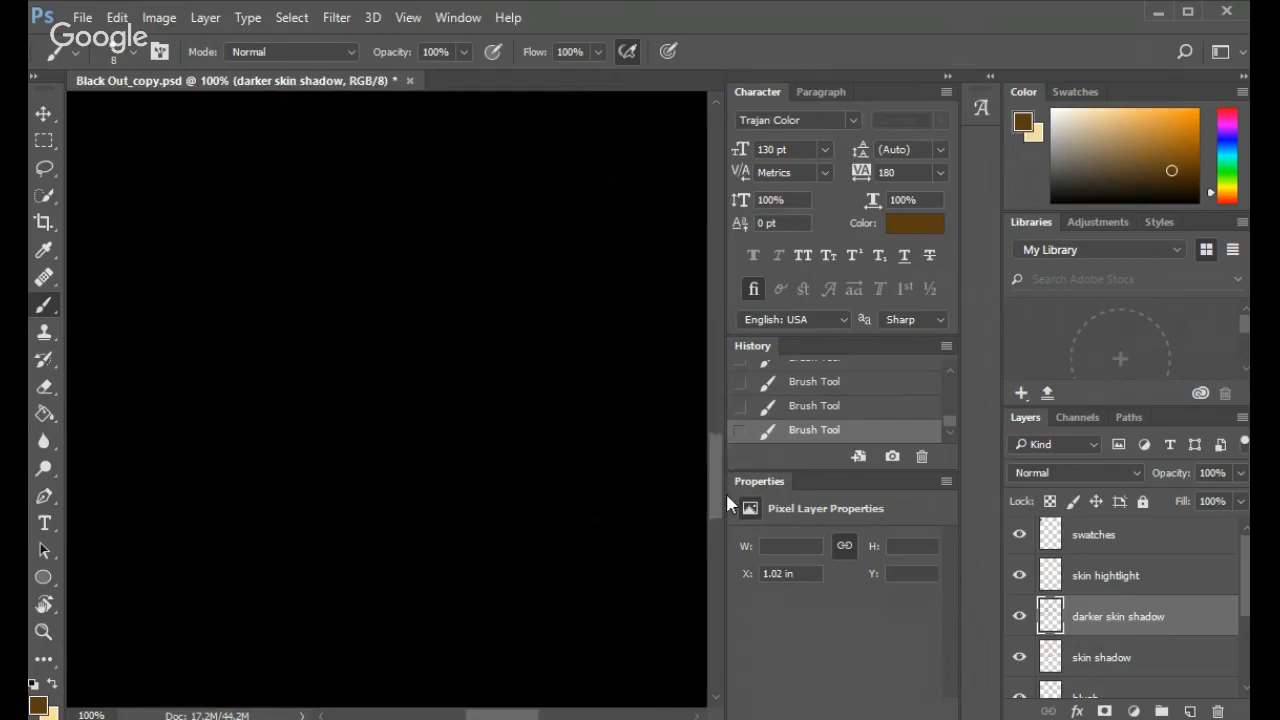 Ps File Edit Image Layer Type Select Filter 3D View Window Help
Google
8 Mode: Normal Opacity: 100% Flow: 100%
Black Out_copy.psd @ 100% (darker skin shadow, RGB/8) *
Character Paragraph
Trajan Color
130 pt (Auto)
Metrics 180
100% 100%
0 pt Color:
English: USA Sharp
History
Brush Tool
Brush Tool
Brush Tool
Brush Tool
Properties
Pixel Layer Properties
W: H:
X: 1.02 in Y:
Color Swatches
Libraries Adjustments Styles
My Library
Search Adobe Stock
Layers Channels Paths
Kind
Normal Opacity: 100%
Lock: Fill: 100%
swatches
skin hightlight
darker skin shadow
skin shadow
blush
100% Doc: 17.2M/44.2M